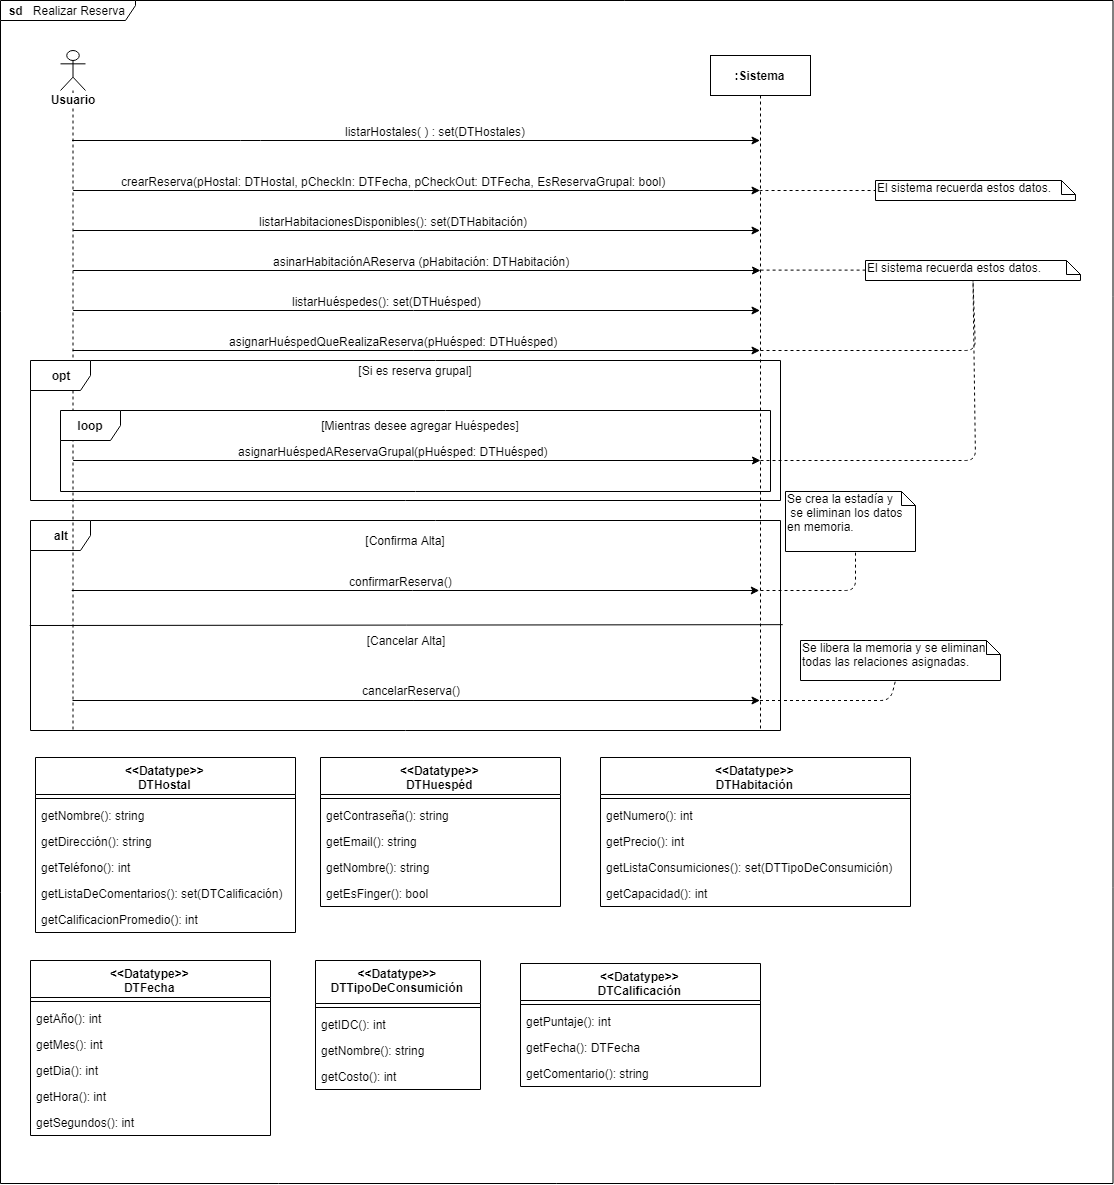 sd Realizar Reserva
Usuario
:Sistema
listarHostales( ) : set(DTHostales)
crearReserva(pHostal: DTHostal, pCheckIn: DTFecha, pCheckOut: DTFecha, EsReservaGrupal: bool)
El sistema recuerda estos datos.
listarHabitacionesDisponibles(): set(DTHabitación)
asinarHabitaciónAReserva (pHabitación: DTHabitación)
El sistema recuerda estos datos.
listarHuéspedes(): set(DTHuésped)
asignarHuéspedQueRealizaReserva(pHuésped: DTHuésped)
opt
[Si es reserva grupal]
loop
[Mientras desee agregar Huéspedes]
asignarHuéspedAReservaGrupal(pHuésped: DTHuésped)
Se crea la estadía y
se eliminan los datos
en memoria.
alt
[Confirma Alta]
confirmarReserva()
[Cancelar Alta]
Se libera la memoria y se eliminan
todas las relaciones asignadas.
cancelarReserva()
<<Datatype>>
DTHostal
getNombre(): string
getDirección(): string
getTeléfono(): int
getListaDeComentarios(): set(DTCalificación)
getCalificacionPromedio(): int
<<Datatype>>
DTHuespéd
getContraseña(): string
getEmail(): string
getNombre(): string
getEsFinger(): bool
<<Datatype>>
DTHabitación
getNumero(): int
getPrecio(): int
getListaConsumiciones(): set(DTTipoDeConsumición)
getCapacidad(): int
<<Datatype>>
DTFecha
getAño(): int
getMes(): int
getDia(): int
getHora(): int
getSegundos(): int
<<Datatype>>
DTTipoDeConsumición
getIDC(): int
getNombre(): string
getCosto(): int
<<Datatype>>
DTCalificación
getPuntaje(): int
getFecha(): DTFecha
getComentario(): string